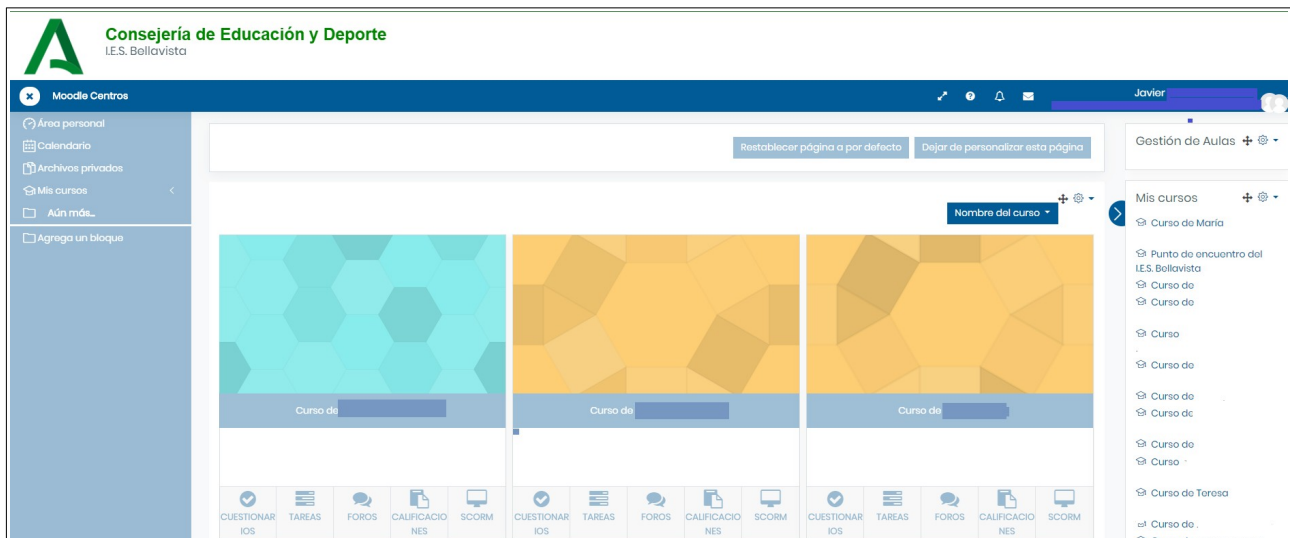 Consejería de Educación y Deporte
I.E.S. Bellavista
Moodle Centros
Javier
Área personal
Calendario
Archivos privados
Mis cursos
Aún más...
Agrega un bloque
Restablecer página a por defecto
Dejar de personalizar esta página
Nombre del curso
Curso de
Curso de
Curso de
CUESTIONAR
IOS
TAREAS
FOROS
CALIFICACIO
NES
SCORM
CUESTIONAR
IOS
TAREAS
FOROS
CALIFICACIO
NES
SCORM
CUESTIONAR
IOS
TAREAS
FOROS
CALIFICACIO
NES
SCORM
Gestión de Aulas
Mis cursos
Curso de María
Punto de encuentro del
I.E.S. Bellavista
Curso de
Curso de
Curso
Curso de
Curso de
Curso de
Curso de
Curso
Curso de Teresa
Curso de